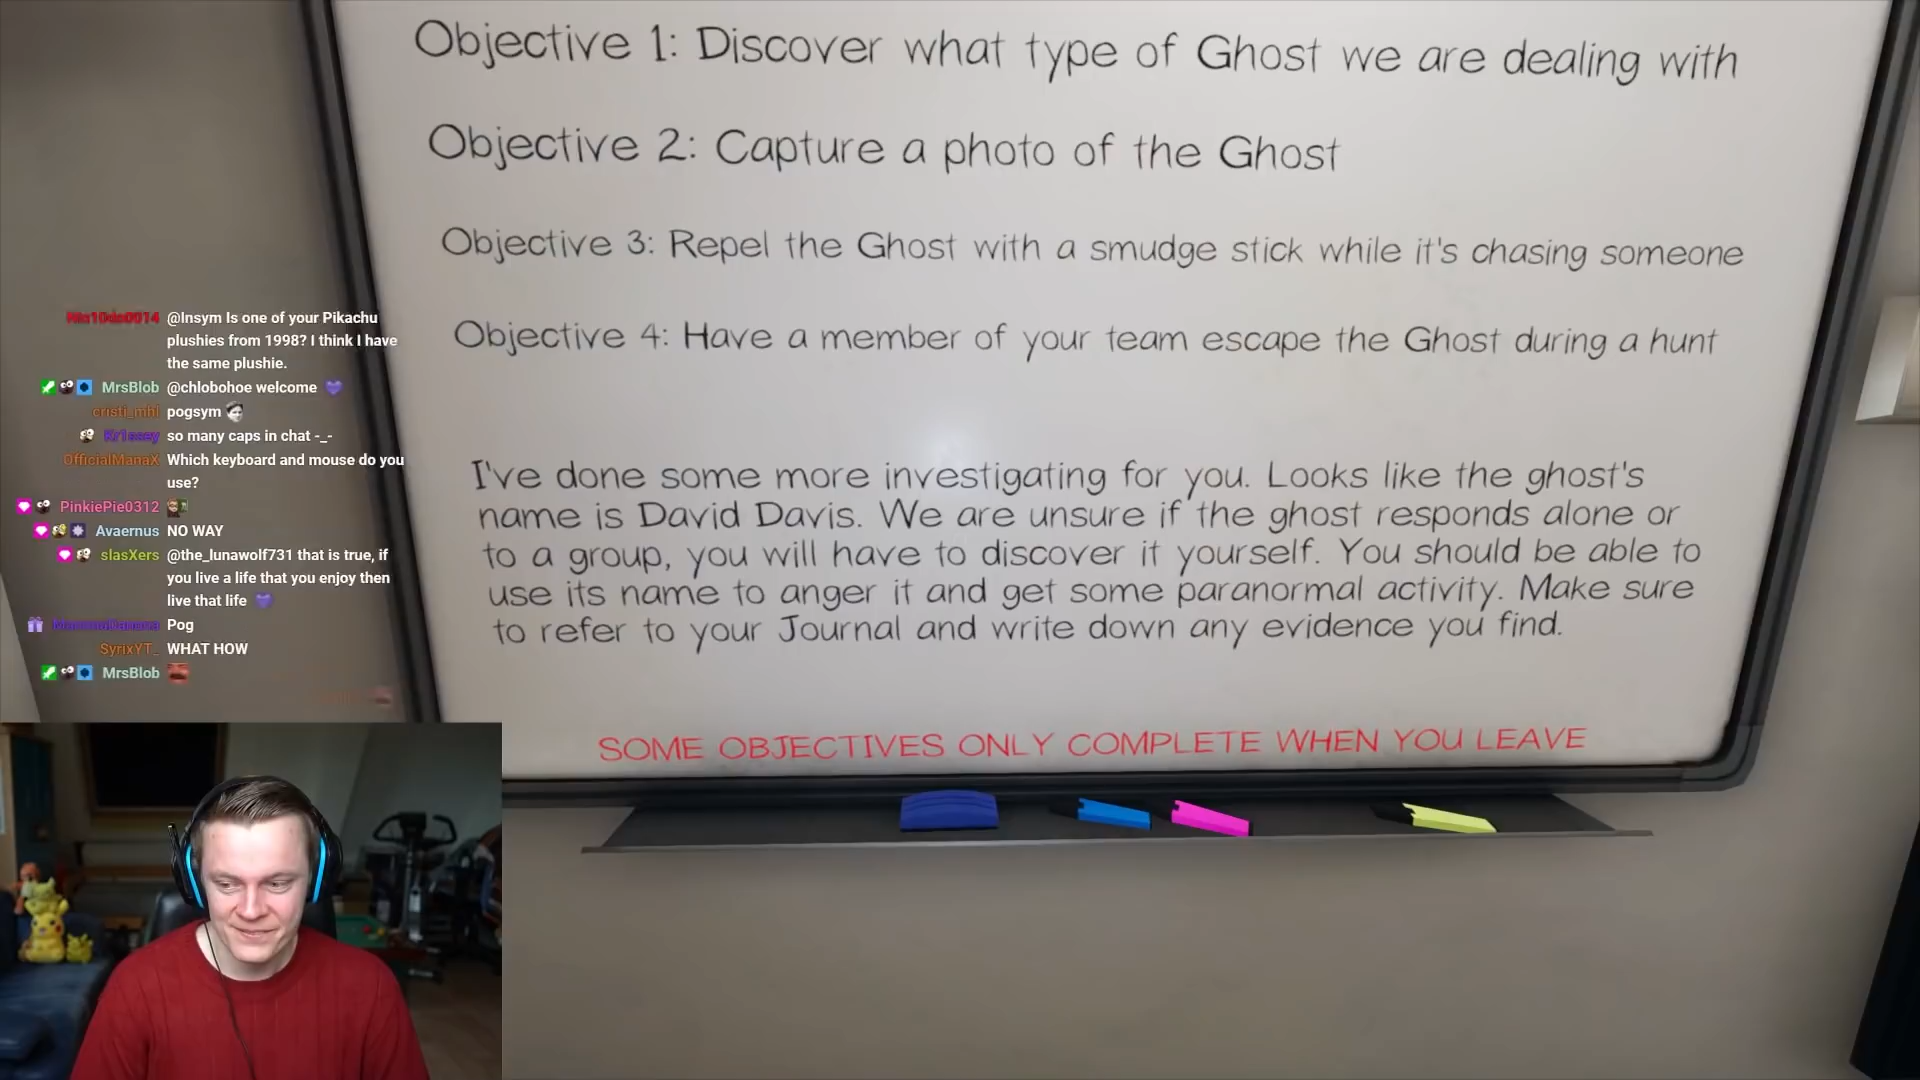 Objective 1: Discover what type of Ghost we are dealing with
Objective 2: Capture a photo of the Ghost
Objective 3: Repel the Ghost with a smudge stick while it's chasing someone
Objective 4: Have a member of your team escape the Ghost during a hunt
I've done some more investigating for you. Looks like the ghost's
name is David Davis. We are unsure if the ghost responds alone or
to a group, you will have to discover it yourself. You should be able to
use its name to anger it and get some paranormal activity. Make sure
to refer to your Journal and write down any evidence you find.
SOME OBJECTIVES ONLY COMPLETE WHEN YOU LEAVE
@Insym Is one of your Pikachu
plushies from 1998? I think I have
the same plushie.
MrsBlob @chlobohoe welcome
cristi_mhl pogsym
Kr1ssey so many caps in chat -_-
OfficialManaX Which keyboard and mouse do you
use?
PinkiePie0312
Avaernus NO WAY
slasXers @the_lunawolf731 that is true, if
you live a life that you enjoy then
live that life
Pog
SyrixYT_ WHAT HOW
MrsBlob